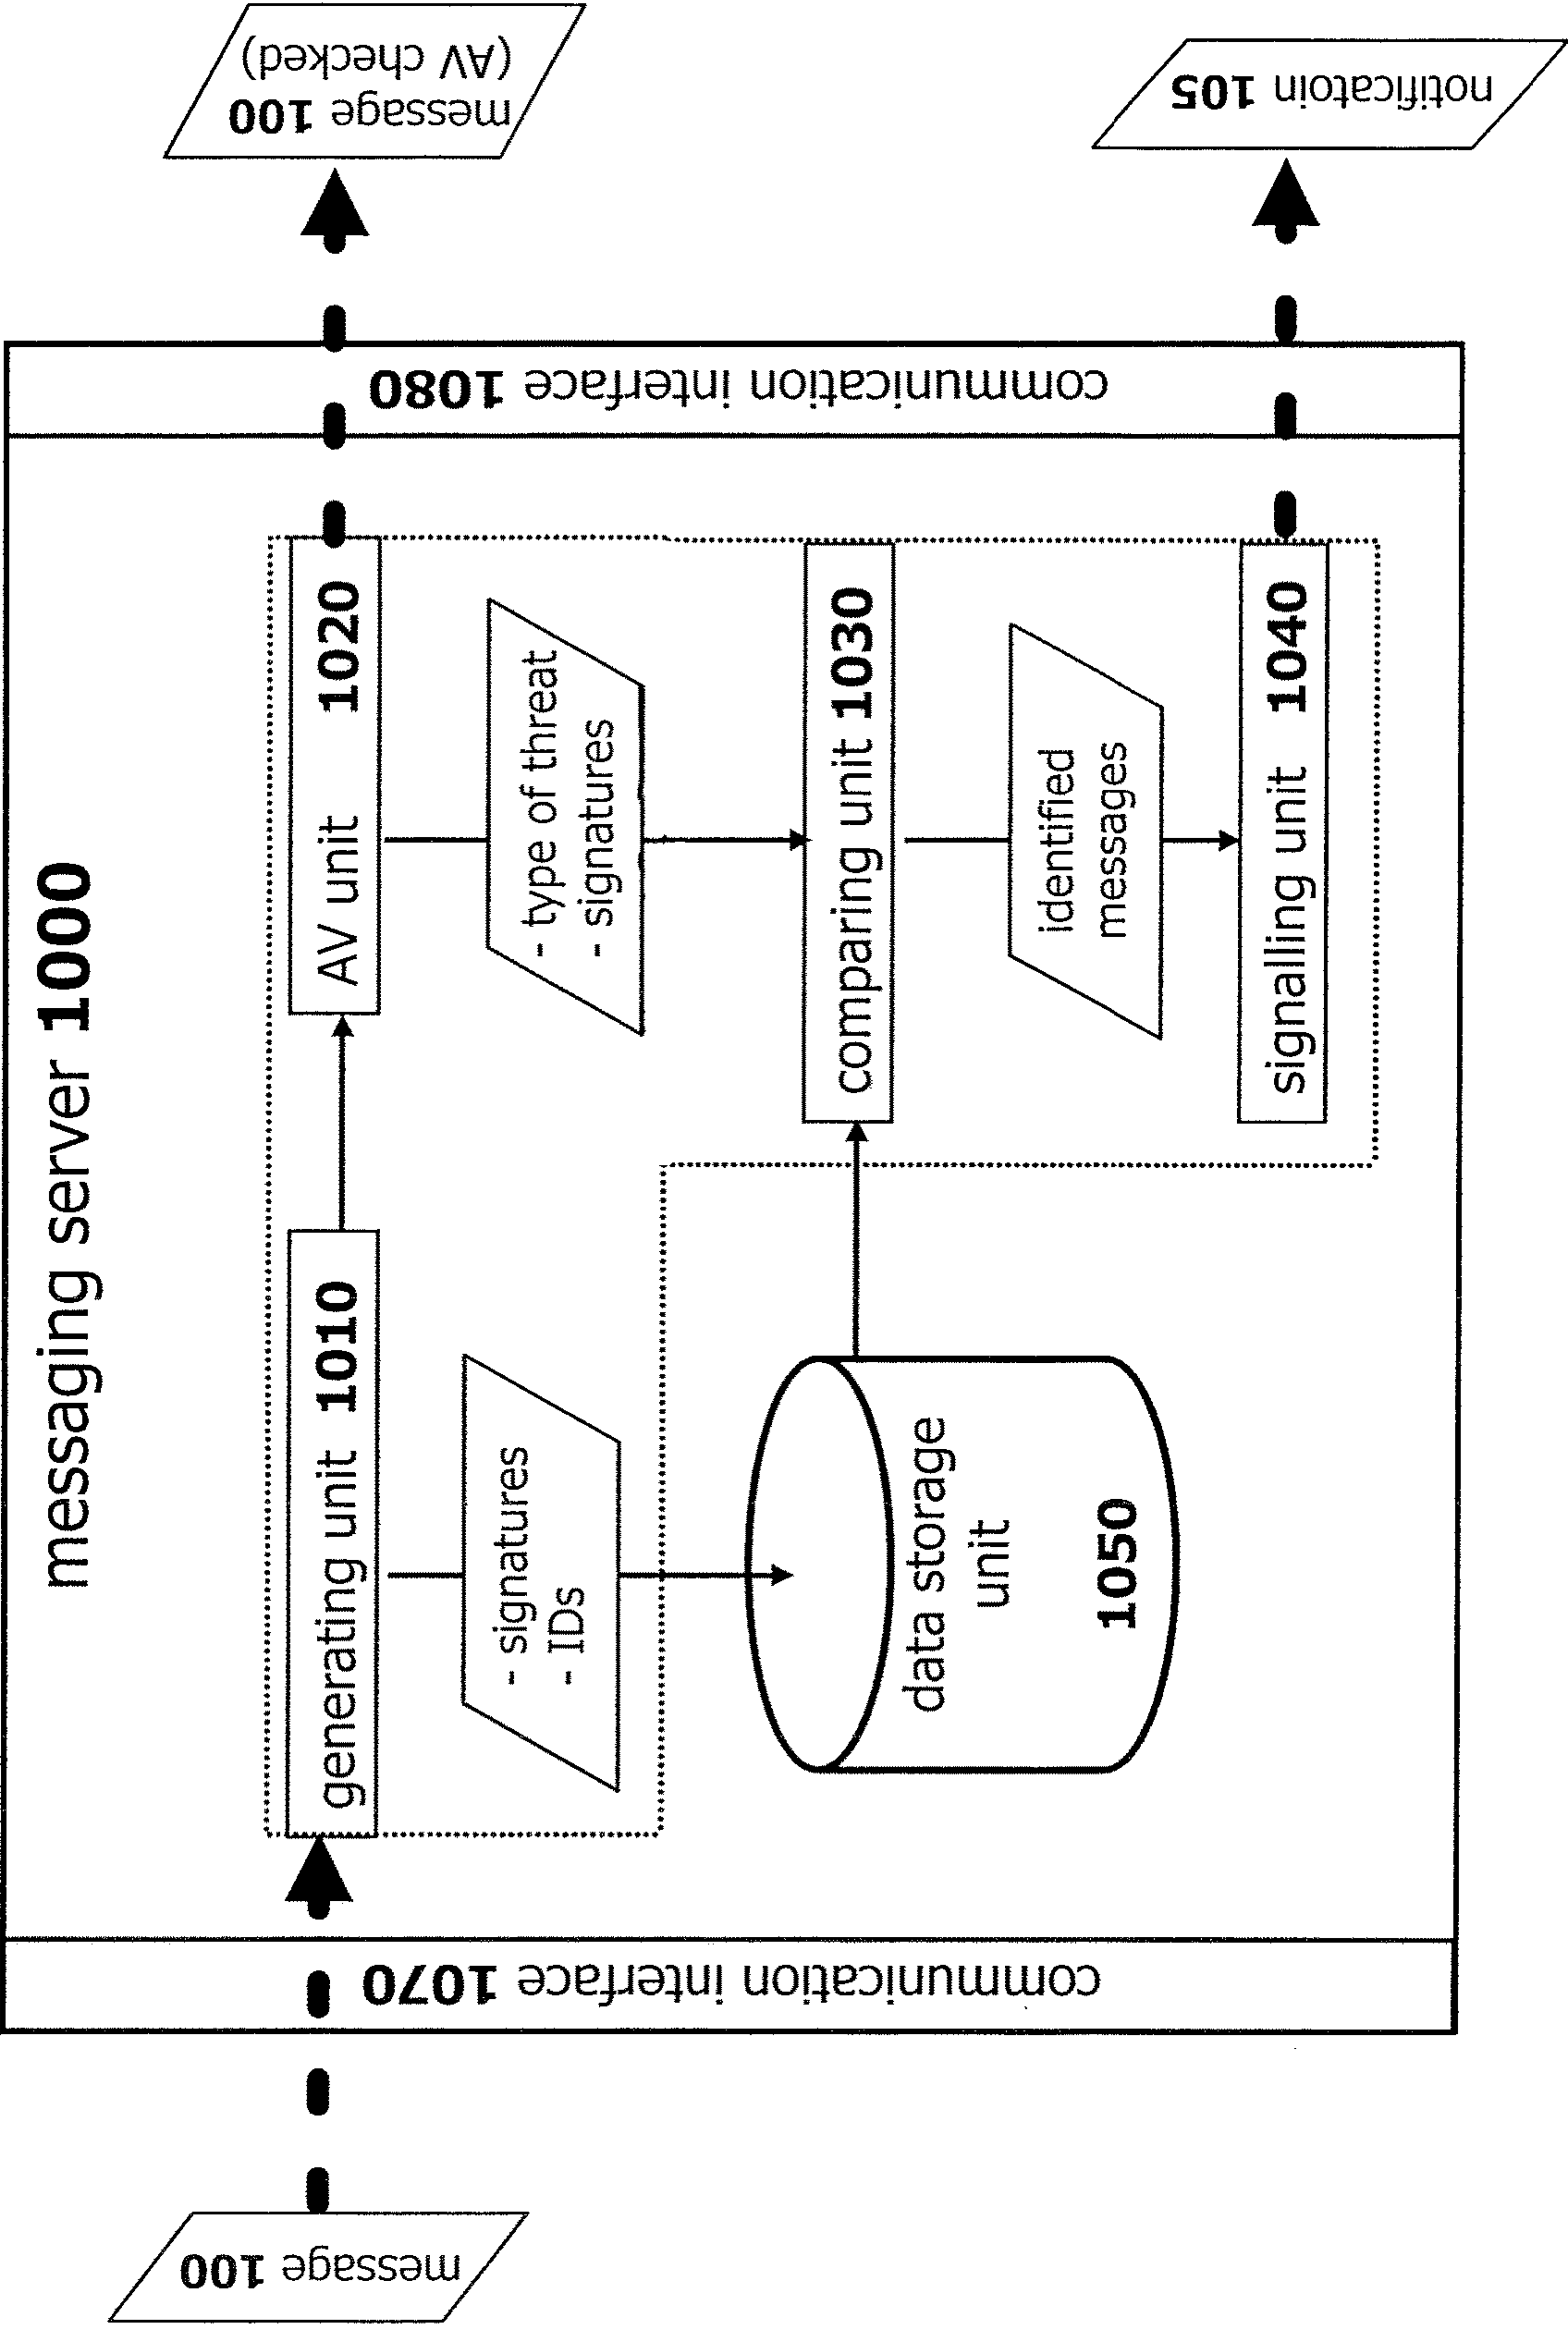 messaging server 1000
message 100
communication interface 1070
generating unit 1010
- signatures
- IDs
data storage
unit
1050
AV unit 1020
- type of threat
- signatures
comparing unit 1030
identified
messages
signalling unit 1040
communication interface 1080
message 100
(AV checked)
notificatoin 105